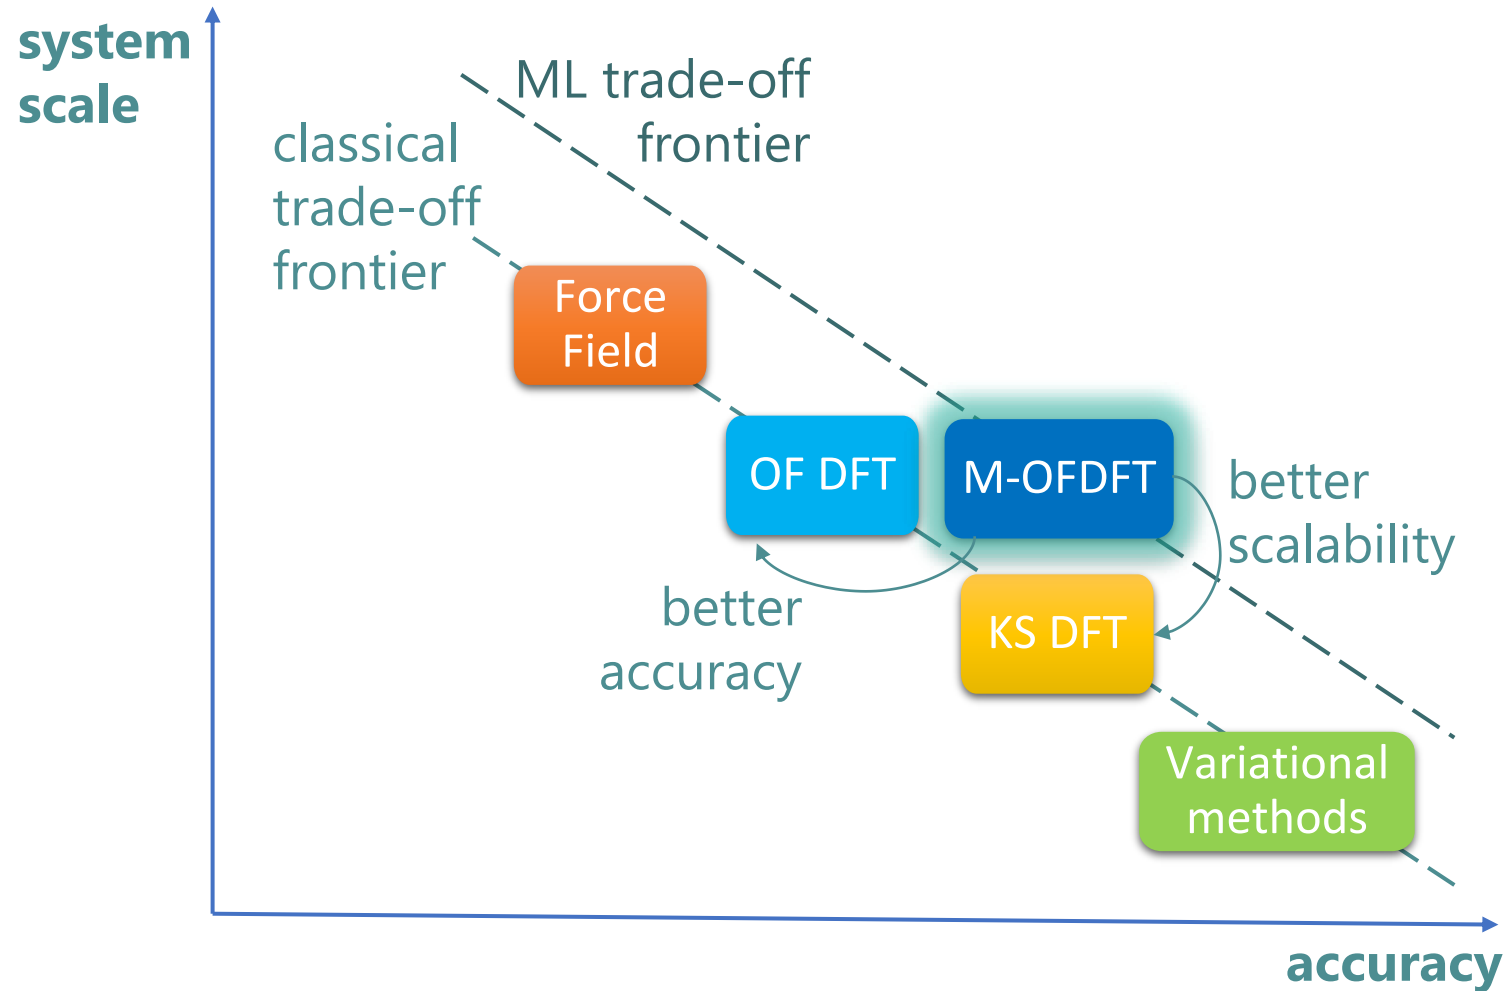 system
scale
ML trade-off
frontier
classical
trade-off
frontier
Force
Field
OF DFT
M-OFDFT
better
scalability
better
accuracy
KS DFT
Variational
methods
accuracy